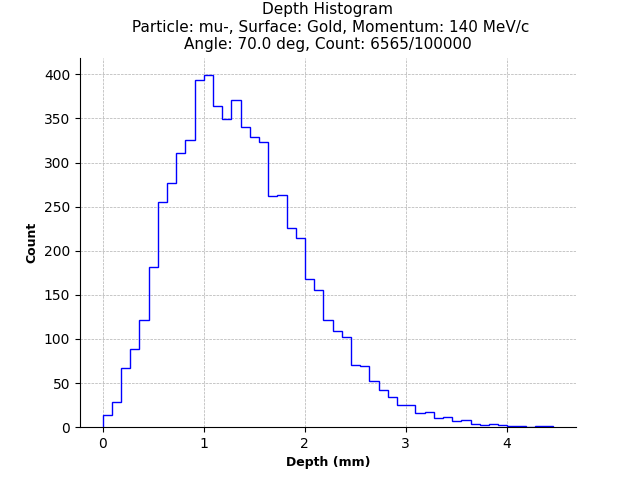 Depth Histogram
Particle: mu-, Surface: Gold, Momentum: 140 MeV/c
Angle: 70.0 deg, Count: 6565/100000
400
350
300
250
200
150
100
50
0
Count
0 1 2 3 4
Depth (mm)